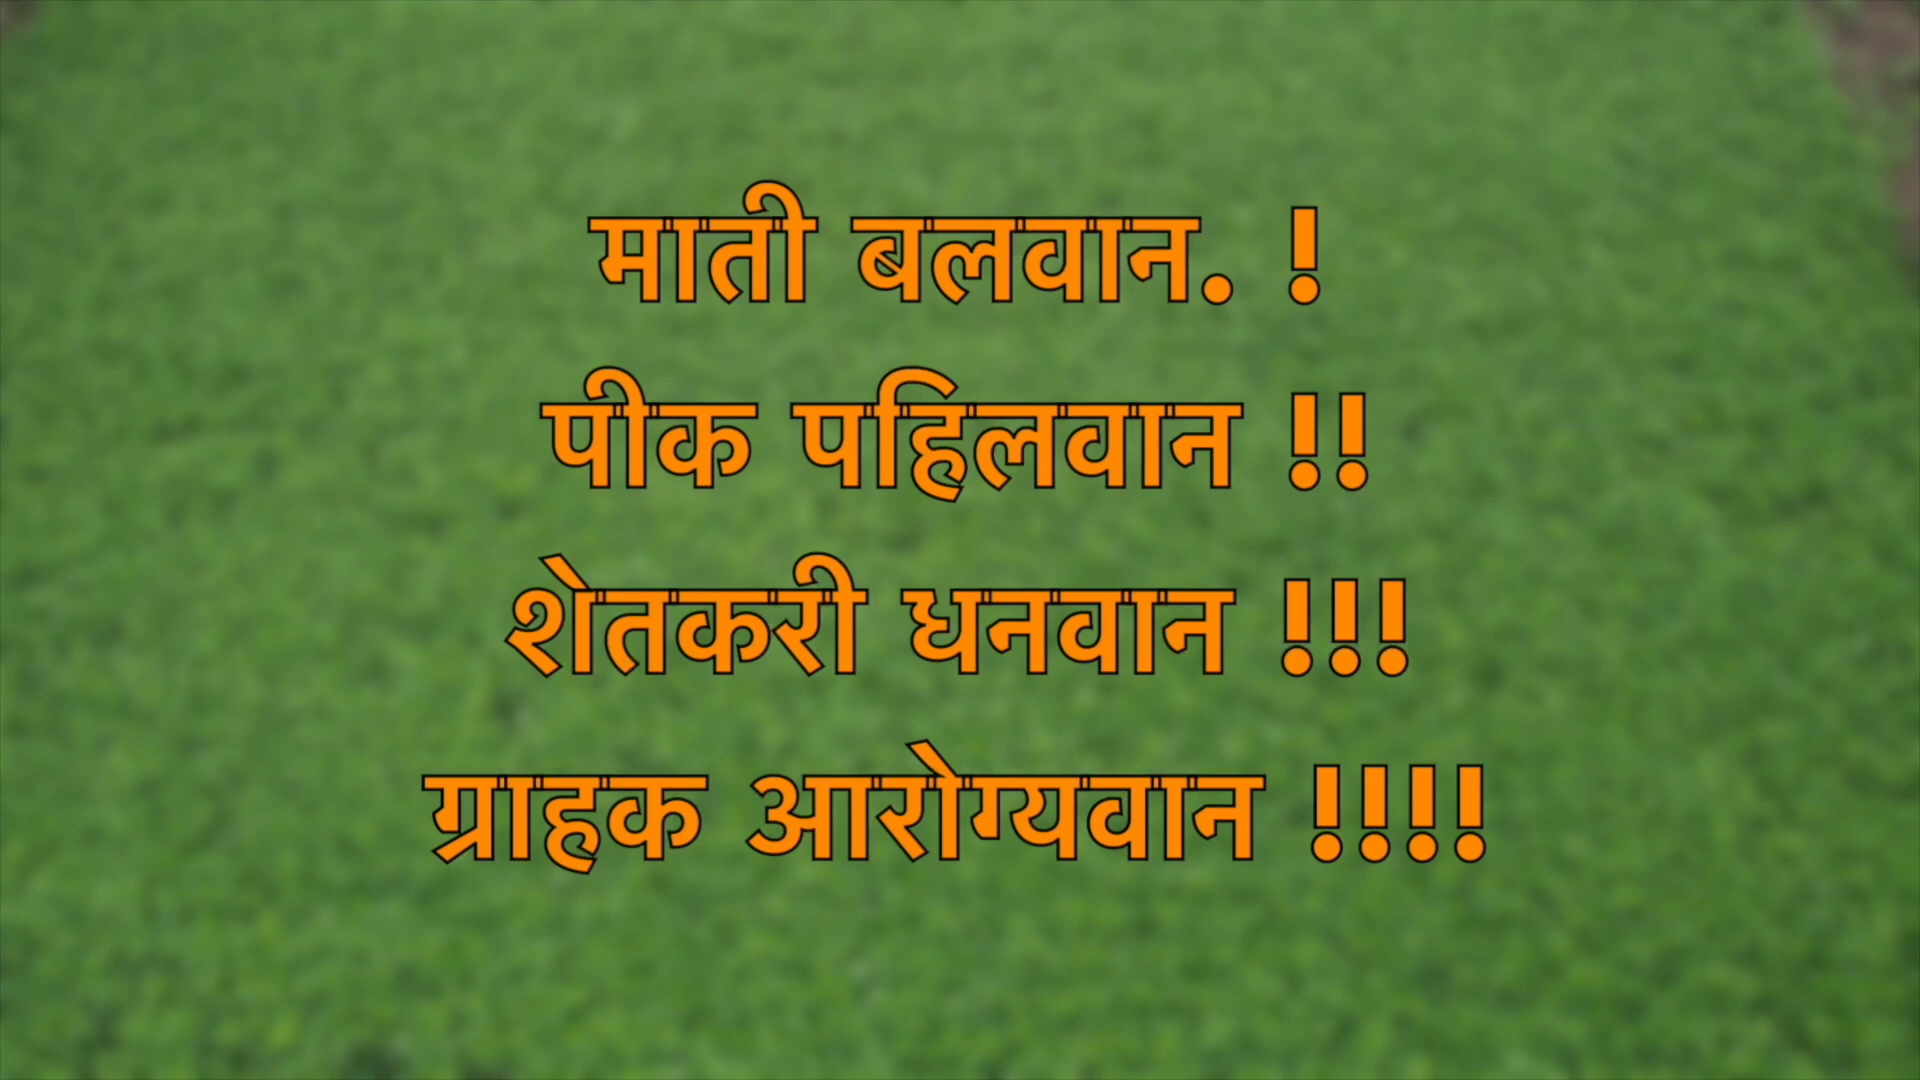 माती बलवान. !
पीक पहिलवान !!
शेतकरी धनवान !!!
ग्राहक आरोग्यवान !!!!